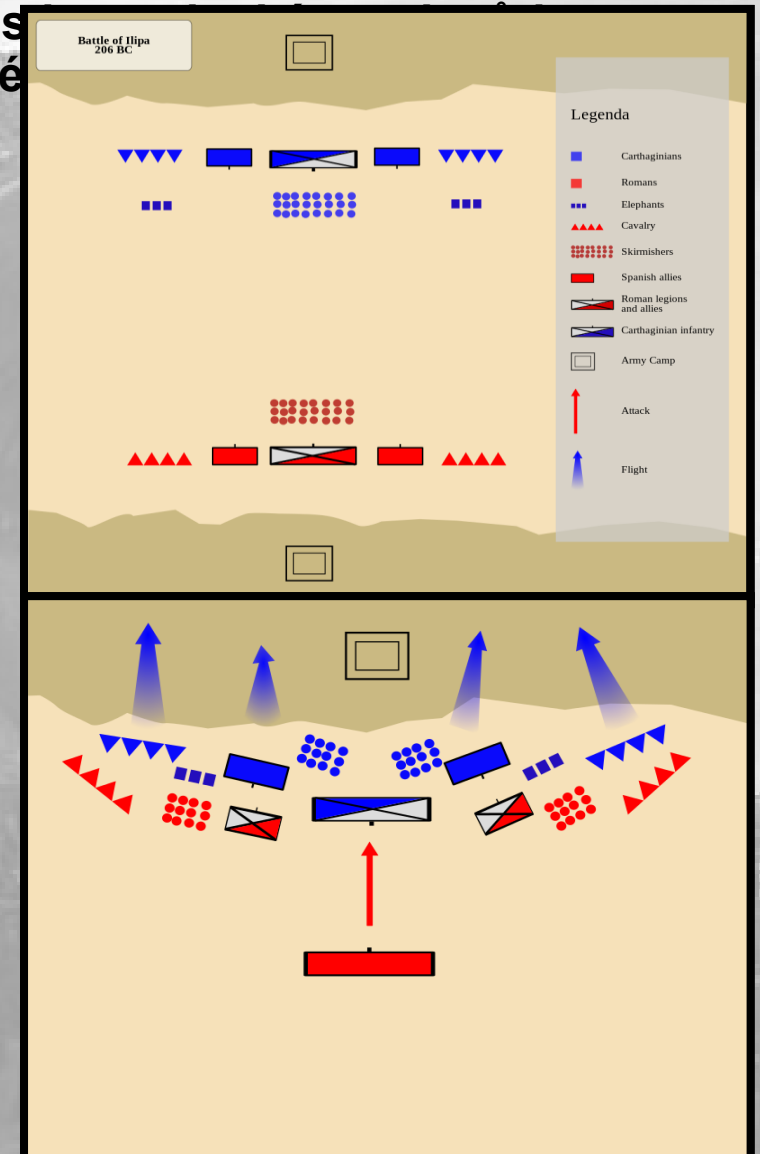 s
é
Battle of Ilipa
206 BC
Legenda
Carthaginians
Romans
Elephants
Cavalry
Skirmishers
Spanish allies
Roman legions
and allies
Carthaginian infantry
Army Camp
Attack
Flight